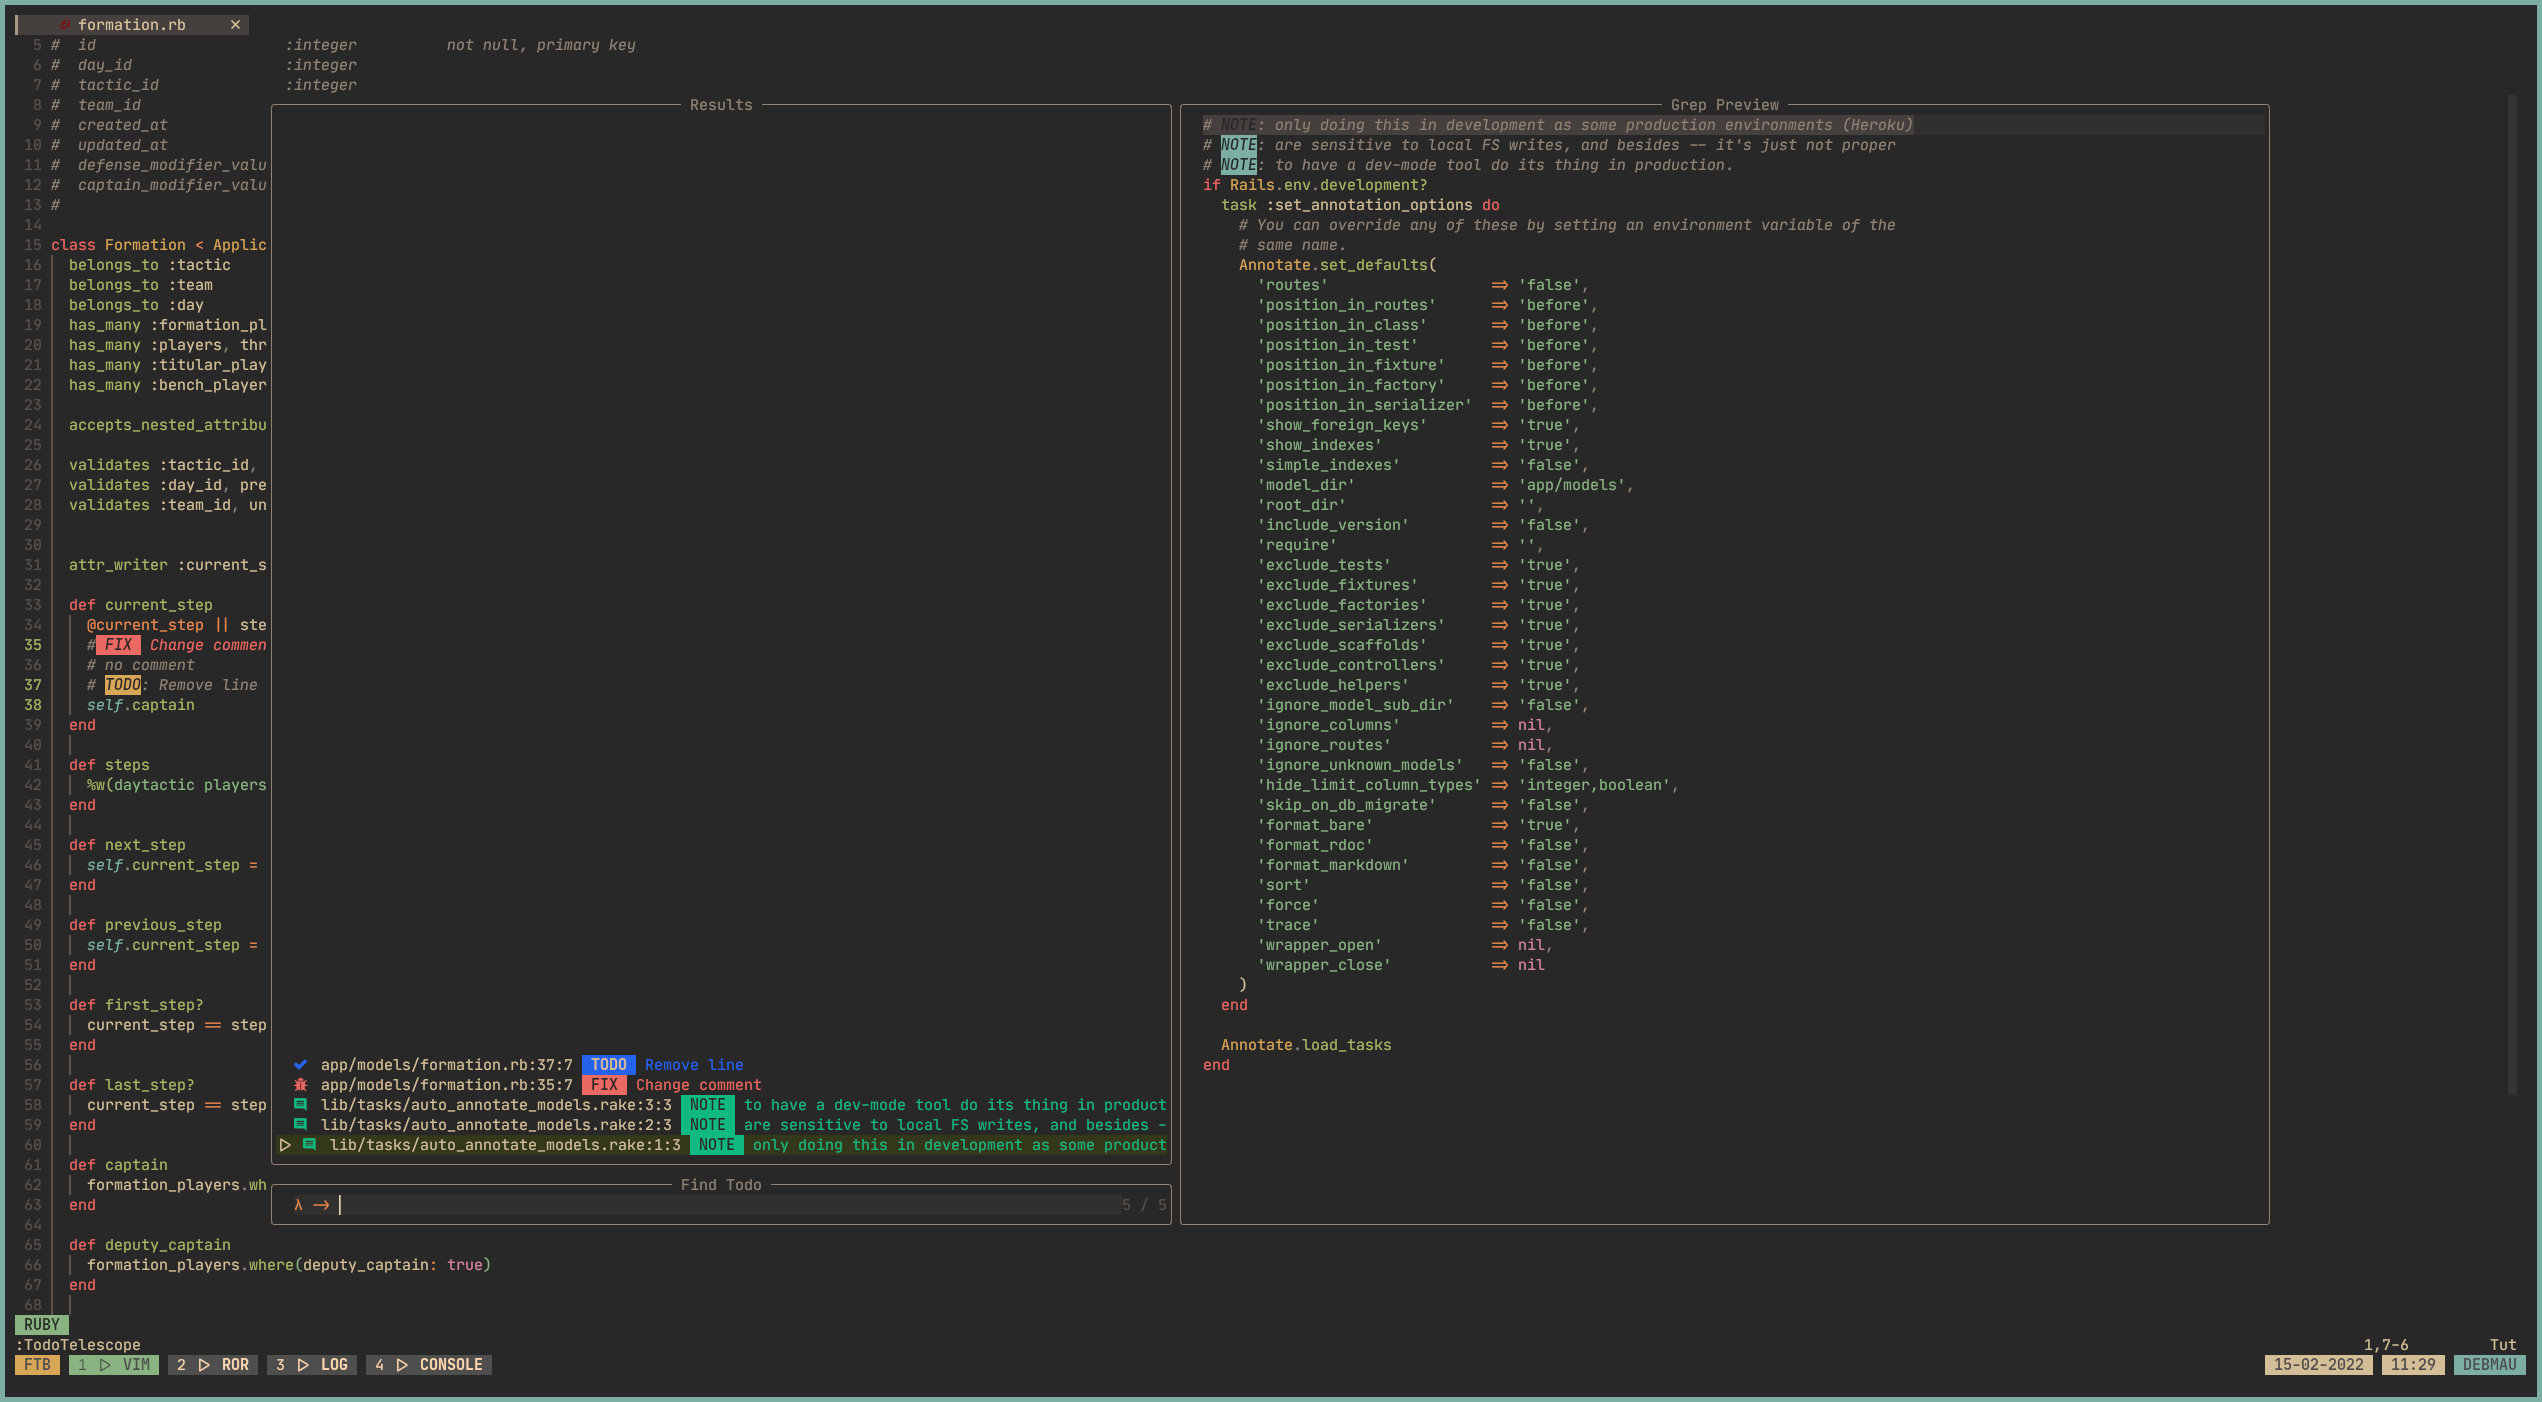 formation.rb ✕
5 #  id                     :integer          not null, primary key
6 #  day_id                 :integer
7 #  tactic_id              :integer
8 #  team_id
9 #  created_at
10 #  updated_at
11 #  defense_modifier_valu
12 #  captain_modifier_valu
13 #
14
15 class Formation < Applic
16   belongs_to :tactic
17   belongs_to :team
18   belongs_to :day
19   has_many :formation_pl
20   has_many :players, thr
21   has_many :titular_play
22   has_many :bench_player
23
24   accepts_nested_attribu
25
26   validates :tactic_id,
27   validates :day_id, pre
28   validates :team_id, un
29
30
31   attr_writer :current_s
32
33   def current_step
34     @current_step || ste
35     # FIX  Change commen
36     # no comment
37     # TODO: Remove line
38     self.captain
39   end
40
41   def steps
42     %w(daytactic players
43   end
44
45   def next_step
46     self.current_step =
47   end
48
49   def previous_step
50     self.current_step =
51   end
52
53   def first_step?
54     current_step == step
55   end
56
57   def last_step?
58     current_step == step
59   end
60
61   def captain
62     formation_players.wh
63   end
64
65   def deputy_captain
66     formation_players.where(deputy_captain: true)
67   end
68
Results
app/models/formation.rb:37:7 TODO Remove line
app/models/formation.rb:35:7 FIX Change comment
lib/tasks/auto_annotate_models.rake:3:3 NOTE to have a dev-mode tool do its thing in product
lib/tasks/auto_annotate_models.rake:2:3 NOTE are sensitive to local FS writes, and besides -
lib/tasks/auto_annotate_models.rake:1:3 NOTE only doing this in development as some product
Find Todo
λ -> 5 / 5
Grep Preview
# NOTE: only doing this in development as some production environments (Heroku)
# NOTE: are sensitive to local FS writes, and besides -- it's just not proper
# NOTE: to have a dev-mode tool do its thing in production.
if Rails.env.development?
  task :set_annotation_options do
    # You can override any of these by setting an environment variable of the
    # same name.
    Annotate.set_defaults(
      'routes'                  => 'false',
      'position_in_routes'      => 'before',
      'position_in_class'       => 'before',
      'position_in_test'        => 'before',
      'position_in_fixture'     => 'before',
      'position_in_factory'     => 'before',
      'position_in_serializer'  => 'before',
      'show_foreign_keys'       => 'true',
      'show_indexes'            => 'true',
      'simple_indexes'          => 'false',
      'model_dir'               => 'app/models',
      'root_dir'                => '',
      'include_version'         => 'false',
      'require'                 => '',
      'exclude_tests'           => 'true',
      'exclude_fixtures'        => 'true',
      'exclude_factories'       => 'true',
      'exclude_serializers'     => 'true',
      'exclude_scaffolds'       => 'true',
      'exclude_controllers'     => 'true',
      'exclude_helpers'         => 'true',
      'ignore_model_sub_dir'    => 'false',
      'ignore_columns'          => nil,
      'ignore_routes'           => nil,
      'ignore_unknown_models'   => 'false',
      'hide_limit_column_types' => 'integer,boolean',
      'skip_on_db_migrate'      => 'false',
      'format_bare'             => 'true',
      'format_rdoc'             => 'false',
      'format_markdown'         => 'false',
      'sort'                    => 'false',
      'force'                   => 'false',
      'trace'                   => 'false',
      'wrapper_open'            => nil,
      'wrapper_close'           => nil
    )
  end

  Annotate.load_tasks
end
RUBY
:TodoTelescope 1,7-6 Tut
FTB 1 ▷ VIM 2 ▷ ROR 3 ▷ LOG 4 ▷ CONSOLE 15-02-2022 11:29 DEBMAU